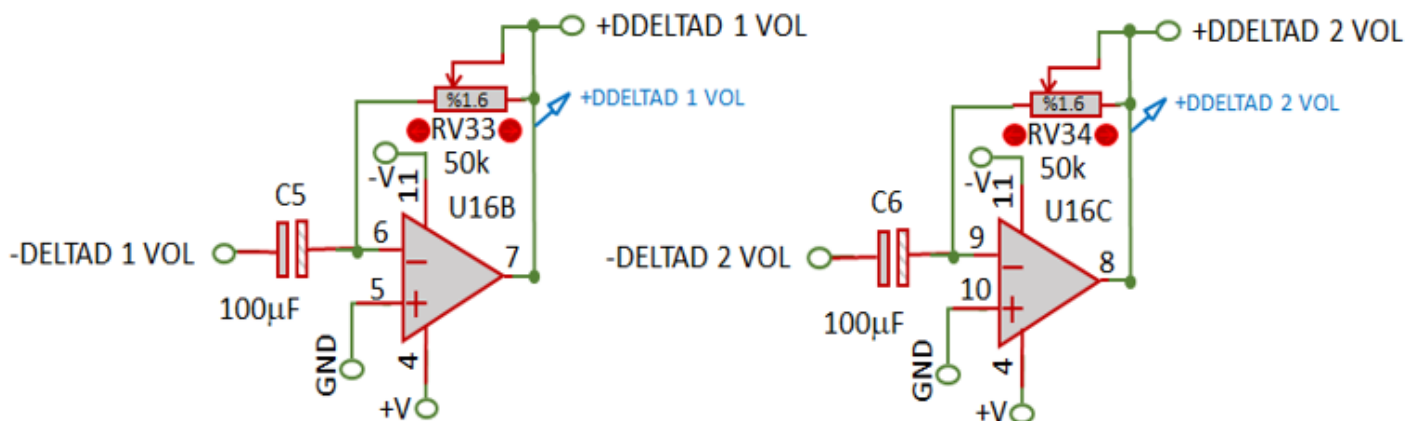 +DDELTAD 1 VOL
%1.6
+DDELTAD 1 VOL
RV33
50k
-V
11
U16B
C5
-DELTAD 1 VOL
6
7
5
100µF
GND
4
+V
+DDELTAD 2 VOL
%1.6
+DDELTAD 2 VOL
RV34
50k
-V
11
U16C
C6
-DELTAD 2 VOL
9
8
10
100µF
GND
4
+V